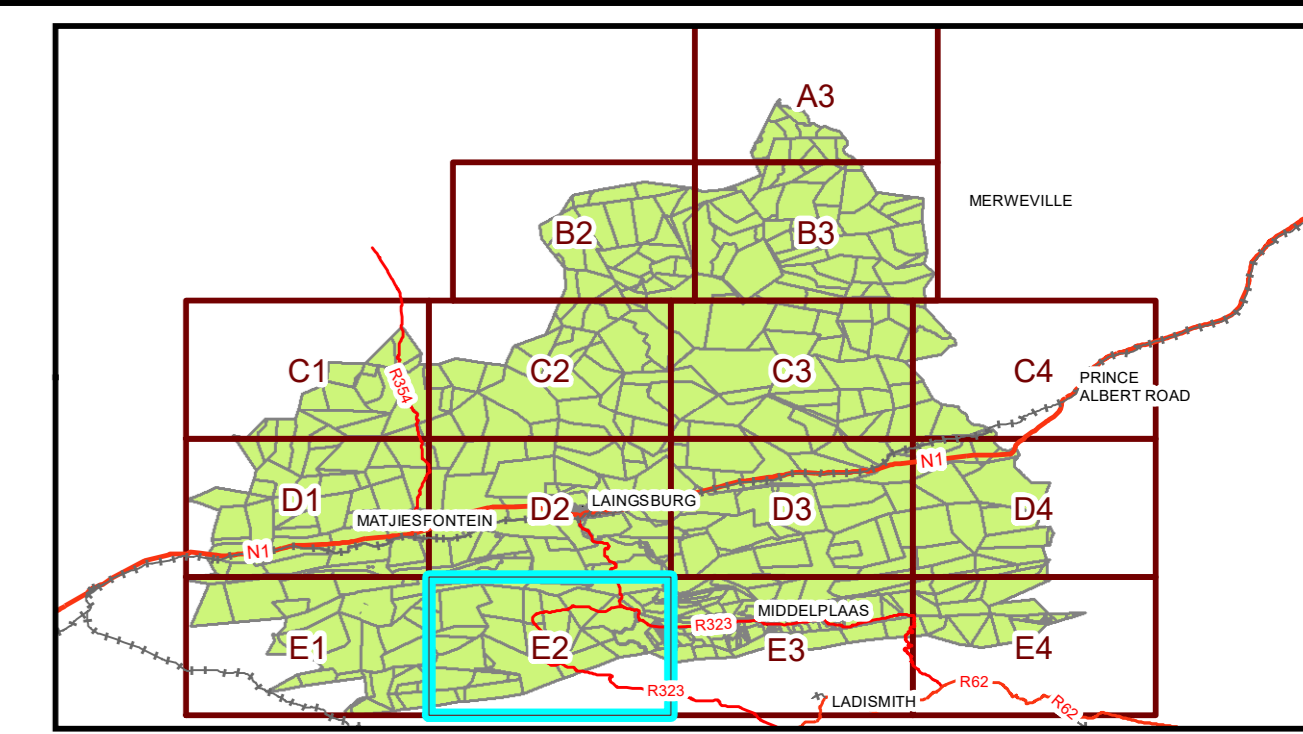 A3
MERWEVILLE
B2
B3
C1
R354
C2
C3
C4
PRINCE
ALBERT ROAD
N1
D1
LAINGSBURG
MATJIESFONTEIN
D2
D3
D4
N1
MIDDELPLAAS
R323
E1
E2
E3
E4
R323
R62
LADISMITH
R62